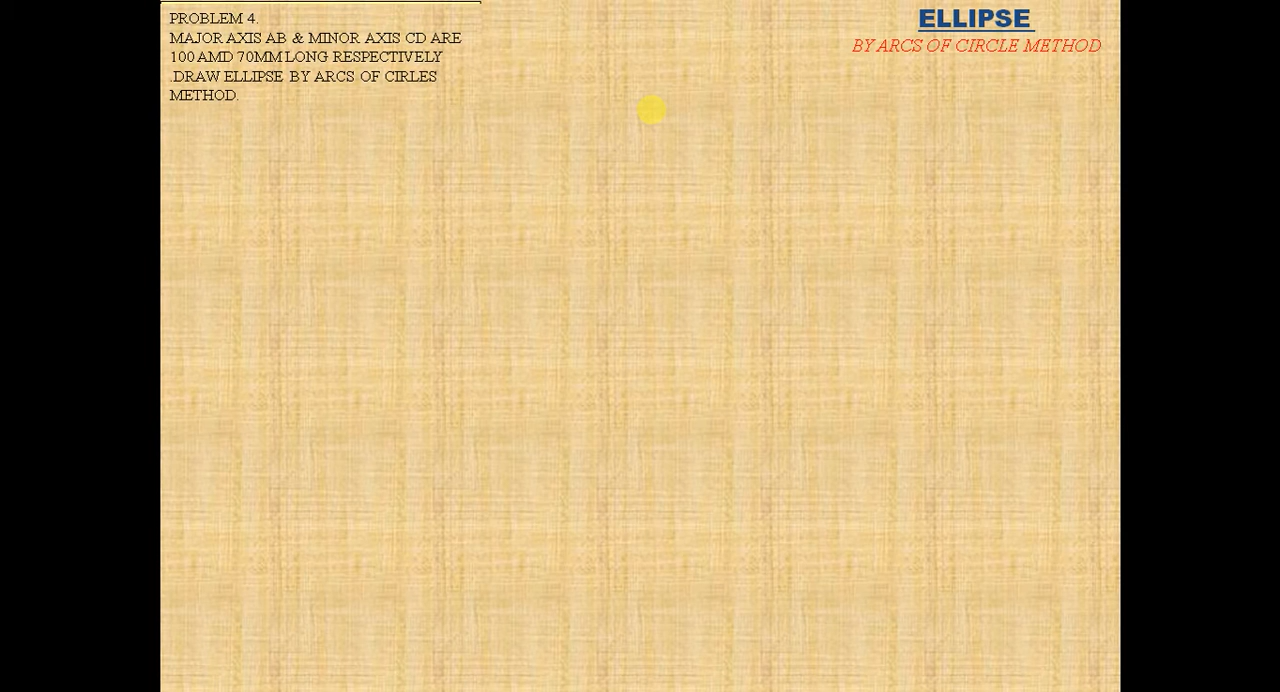 PROBLEM 4.
MAJOR AXIS AB & MINOR AXIS CD ARE
100 AMD 70MM LONG RESPECTIVELY
.DRAW ELLIPSE BY ARCS OF CIRLES
METHOD.
ELLIPSE
BY ARCS OF CIRCLE METHOD